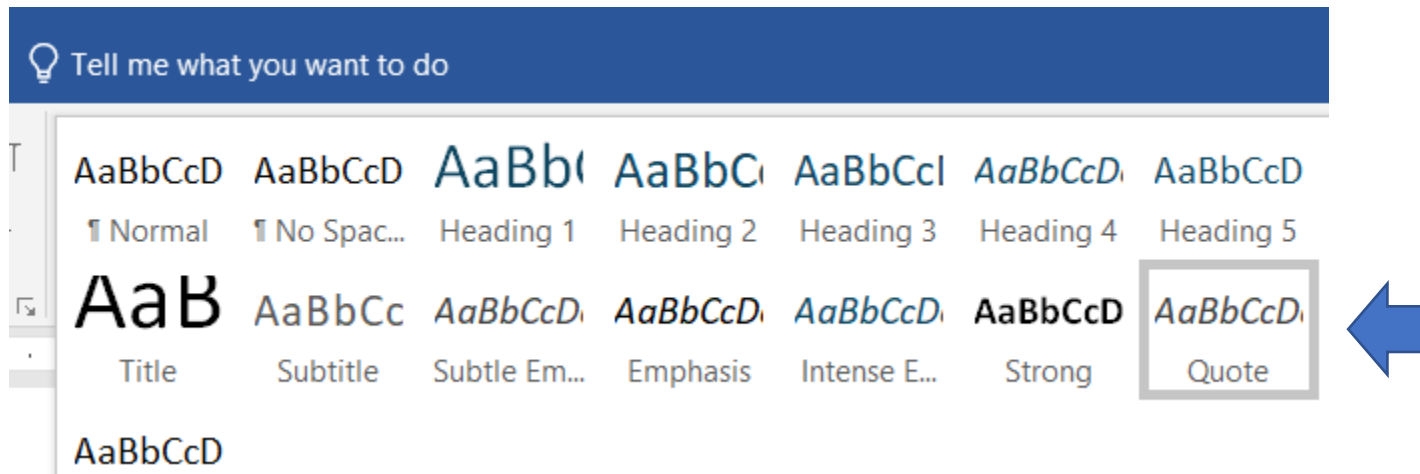 Tell me what you want to do
AaBbCcD AaBbCcD AaBb( AaBbC( AaBbCcI AaBbCcD( AaBbCcD
¶ Normal ¶ No Spac... Heading 1 Heading 2 Heading 3 Heading 4 Heading 5
AaB AaBbCc AaBbCcD( AaBbCcD( AaBbCcD( AaBbCcD AaBbCcD(
Title Subtitle Subtle Em... Emphasis Intense E... Strong Quote
AaBbCcD